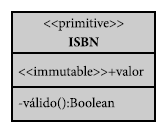 <<primitive>>
ISBN
<<immutable>>+valor
-válido():Boolean